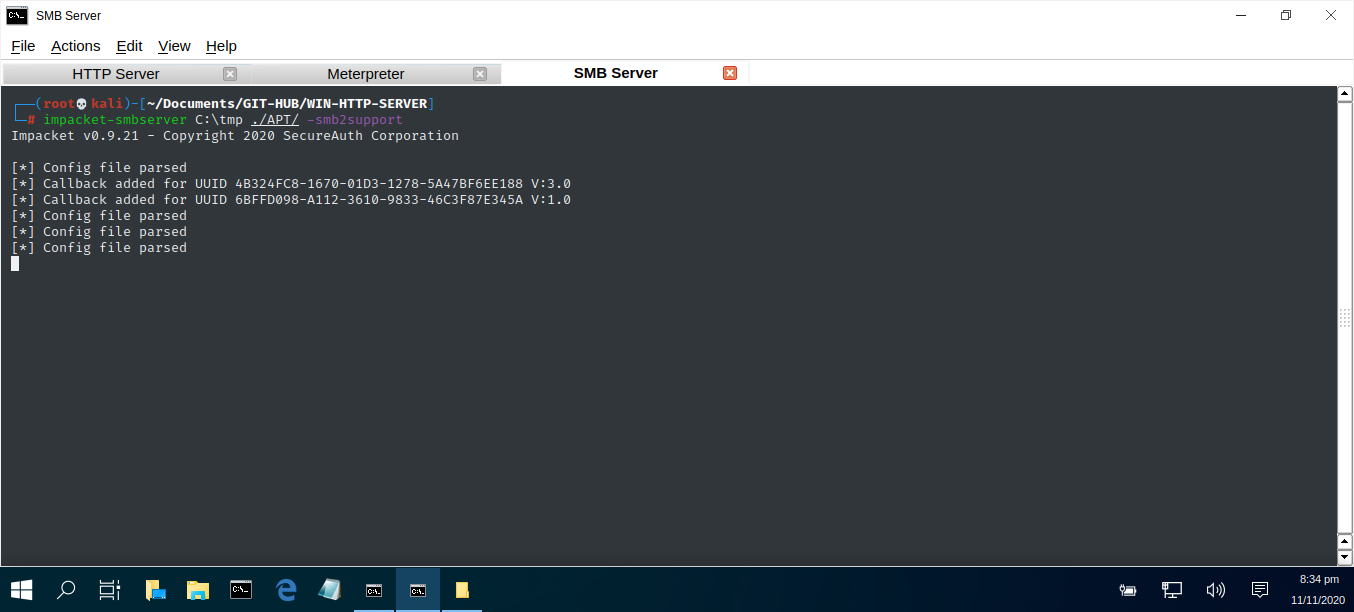 SMB Server
File Actions Edit View Help
HTTP Server Meterpreter SMB Server
(root💀kali)-[~/Documents/GIT-HUB/WIN-HTTP-SERVER]
# impacket-smbserver C:\tmp ./APT/ -smb2support
Impacket v0.9.21 - Copyright 2020 SecureAuth Corporation
[*] Config file parsed
[*] Callback added for UUID 4B324FC8-1670-01D3-1278-5A47BF6EE188 V:3.0
[*] Callback added for UUID 6BFFD098-A112-3610-9833-46C3F87E345A V:1.0
[*] Config file parsed
[*] Config file parsed
[*] Config file parsed
8:34 pm
11/11/2020